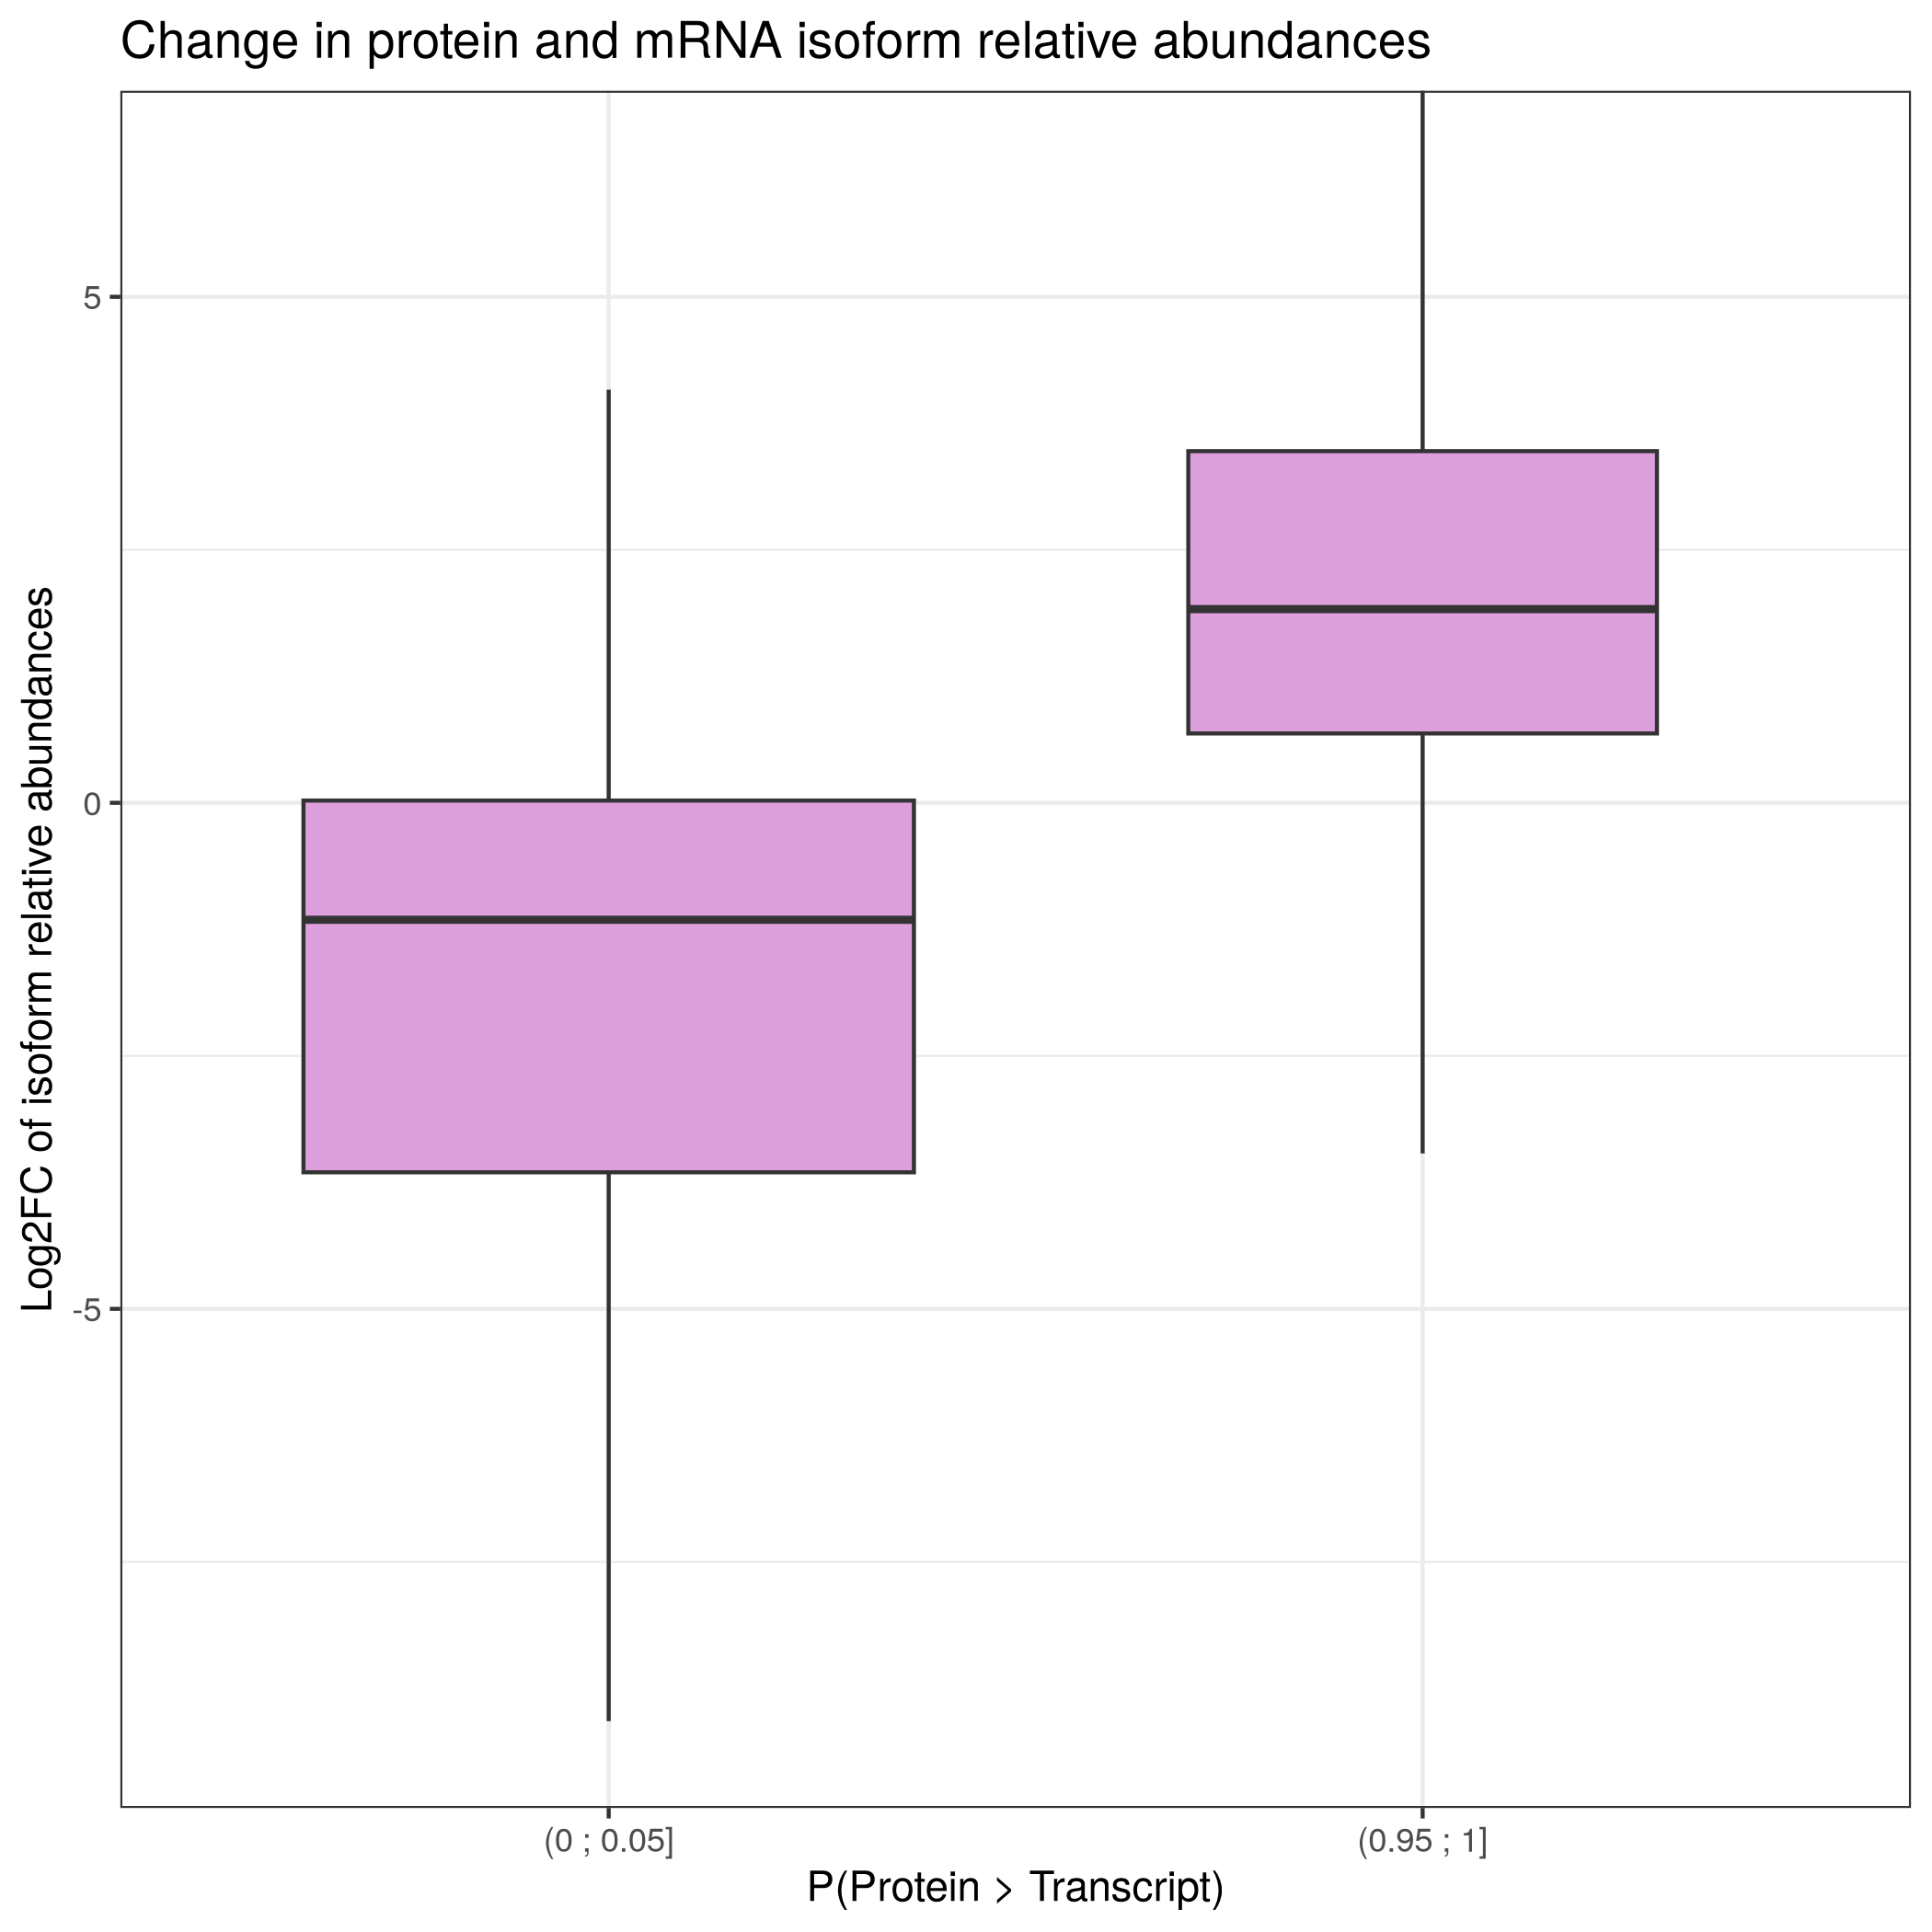 Change in protein and mRNA isoform relative abundances
Log2FC of isoform relative abundances
5
0
-5
(0 ; 0.05]
(0.95 ; 1]
P(Protein > Transcript)